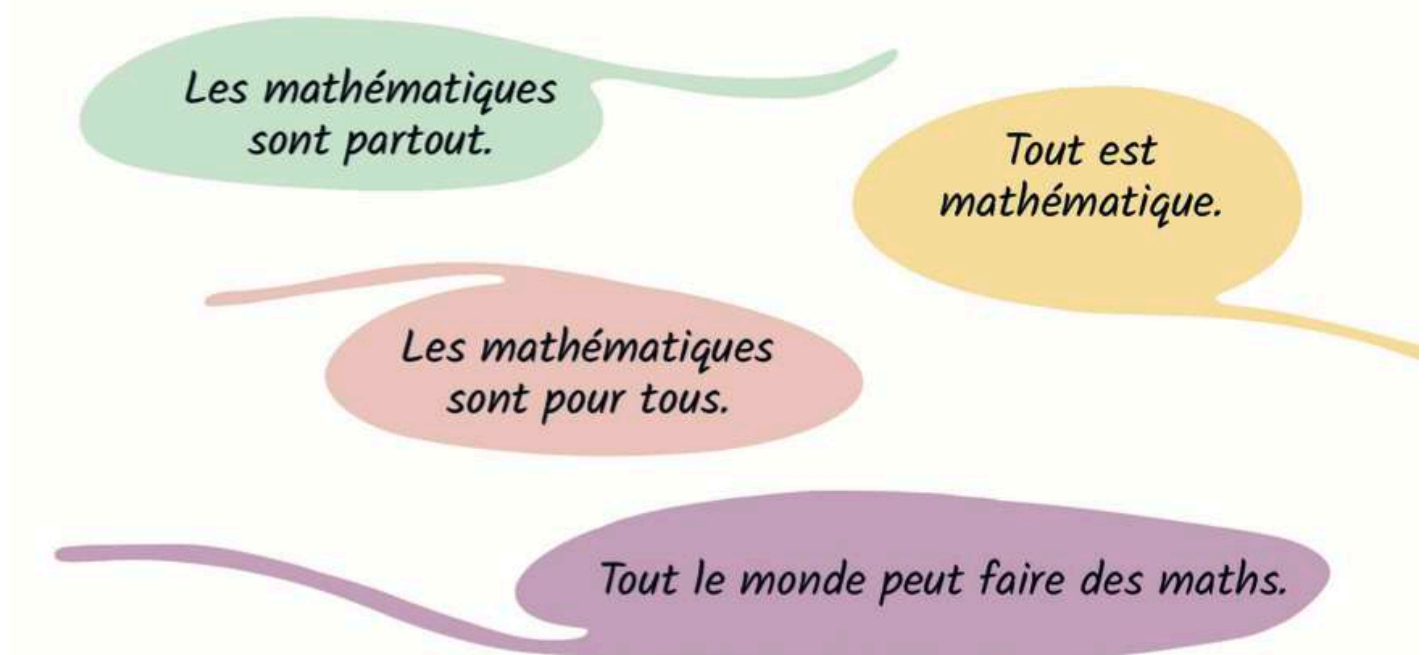 Les mathématiques
sont partout.
Tout est
mathématique.
Les mathématiques
sont pour tous.
Tout le monde peut faire des maths.